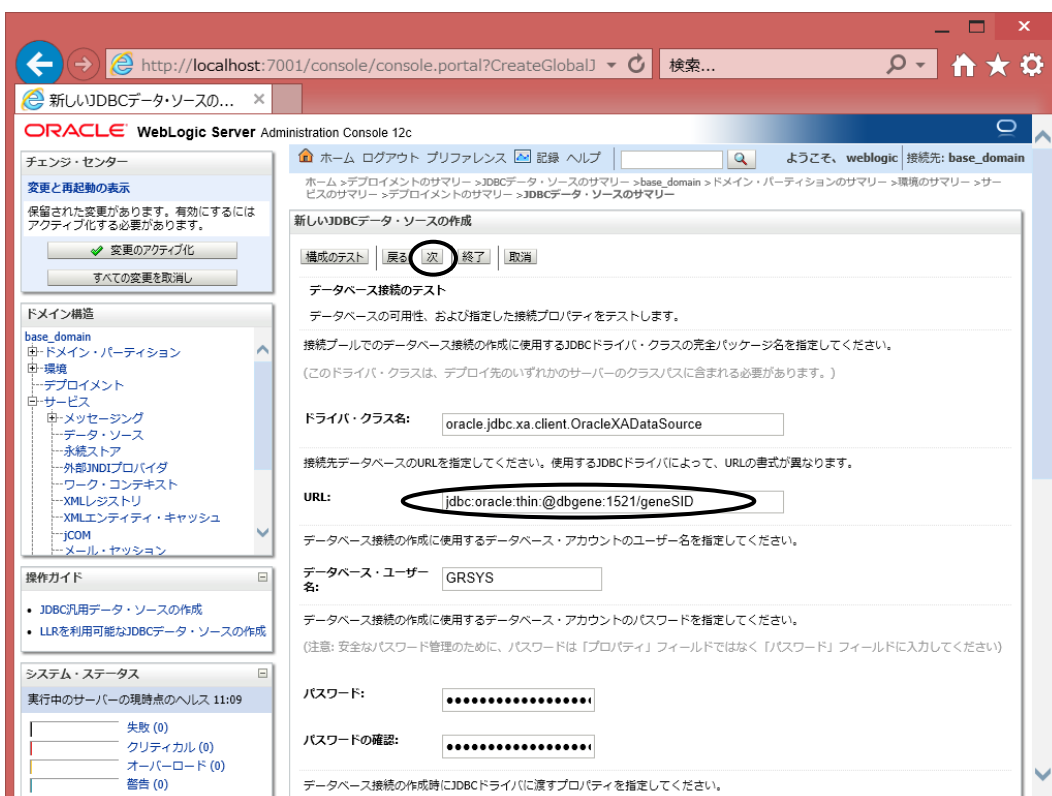 http://localhost:7001/console/console.portal?CreateGlobalJ
検索...
新しいJDBCデータ・ソースの...
ORACLE WebLogic Server Administration Console 12c
チェンジ・センター
変更と再起動の表示
保留された変更があります。有効にするには
アクティブ化する必要があります。
変更のアクティブ化
すべての変更を取消し
ドメイン構造
base_domain
ドメイン・パーティション
環境
デプロイメント
サービス
メッセージング
データ・ソース
永続ストア
外部JNDIプロバイダ
ワーク・コンテキスト
XMLレジストリ
XMLエンティティ・キャッシュ
jCOM
メール・セッション
操作ガイド
JDBC汎用データ・ソースの作成
LLRを利用可能なJDBCデータ・ソースの作成
システム・ステータス
実行中のサーバーの現時点のヘルス 11:09
失敗 (0)
クリティカル (0)
オーバーロード (0)
警告 (0)
ホーム ログアウト プリファレンス 記録 ヘルプ
ようこそ、 weblogic 接続先: base_domain
ホーム >デプロイメントのサマリー >JDBCデータ・ソースのサマリー >base_domain >ドメイン・パーティションのサマリー >環境のサマリー >サー
ビスのサマリー >デプロイメントのサマリー >JDBCデータ・ソースのサマリー
新しいJDBCデータ・ソースの作成
構成のテスト 戻る 次 終了 取消
データベース接続のテスト
データベースの可用性、および指定した接続プロパティをテストします。
接続プールでのデータベース接続の作成に使用するJDBCドライバ・クラスの完全パッケージ名を指定してください。
(このドライバ・クラスは、デプロイ先のいずれかのサーバーのクラスパスに含まれる必要があります。)
ドライバ・クラス名: oracle.jdbc.xa.client.OracleXADataSource
接続先データベースのURLを指定してください。使用するJDBCドライバによって、URLの書式が異なります。
URL: jdbc:oracle:thin:@dbgene:1521/geneSID
データベース接続の作成に使用するデータベース・アカウントのユーザー名を指定してください。
データベース・ユーザー
名: GRSYS
データベース接続の作成に使用するデータベース・アカウントのパスワードを指定してください。
(注意: 安全なパスワード管理のために、パスワードは「プロパティ」フィールドではなく「パスワード」フィールドに入力してください)
パスワード:
パスワードの確認:
データベース接続の作成時にJDBCドライバに渡すプロパティを指定してください。